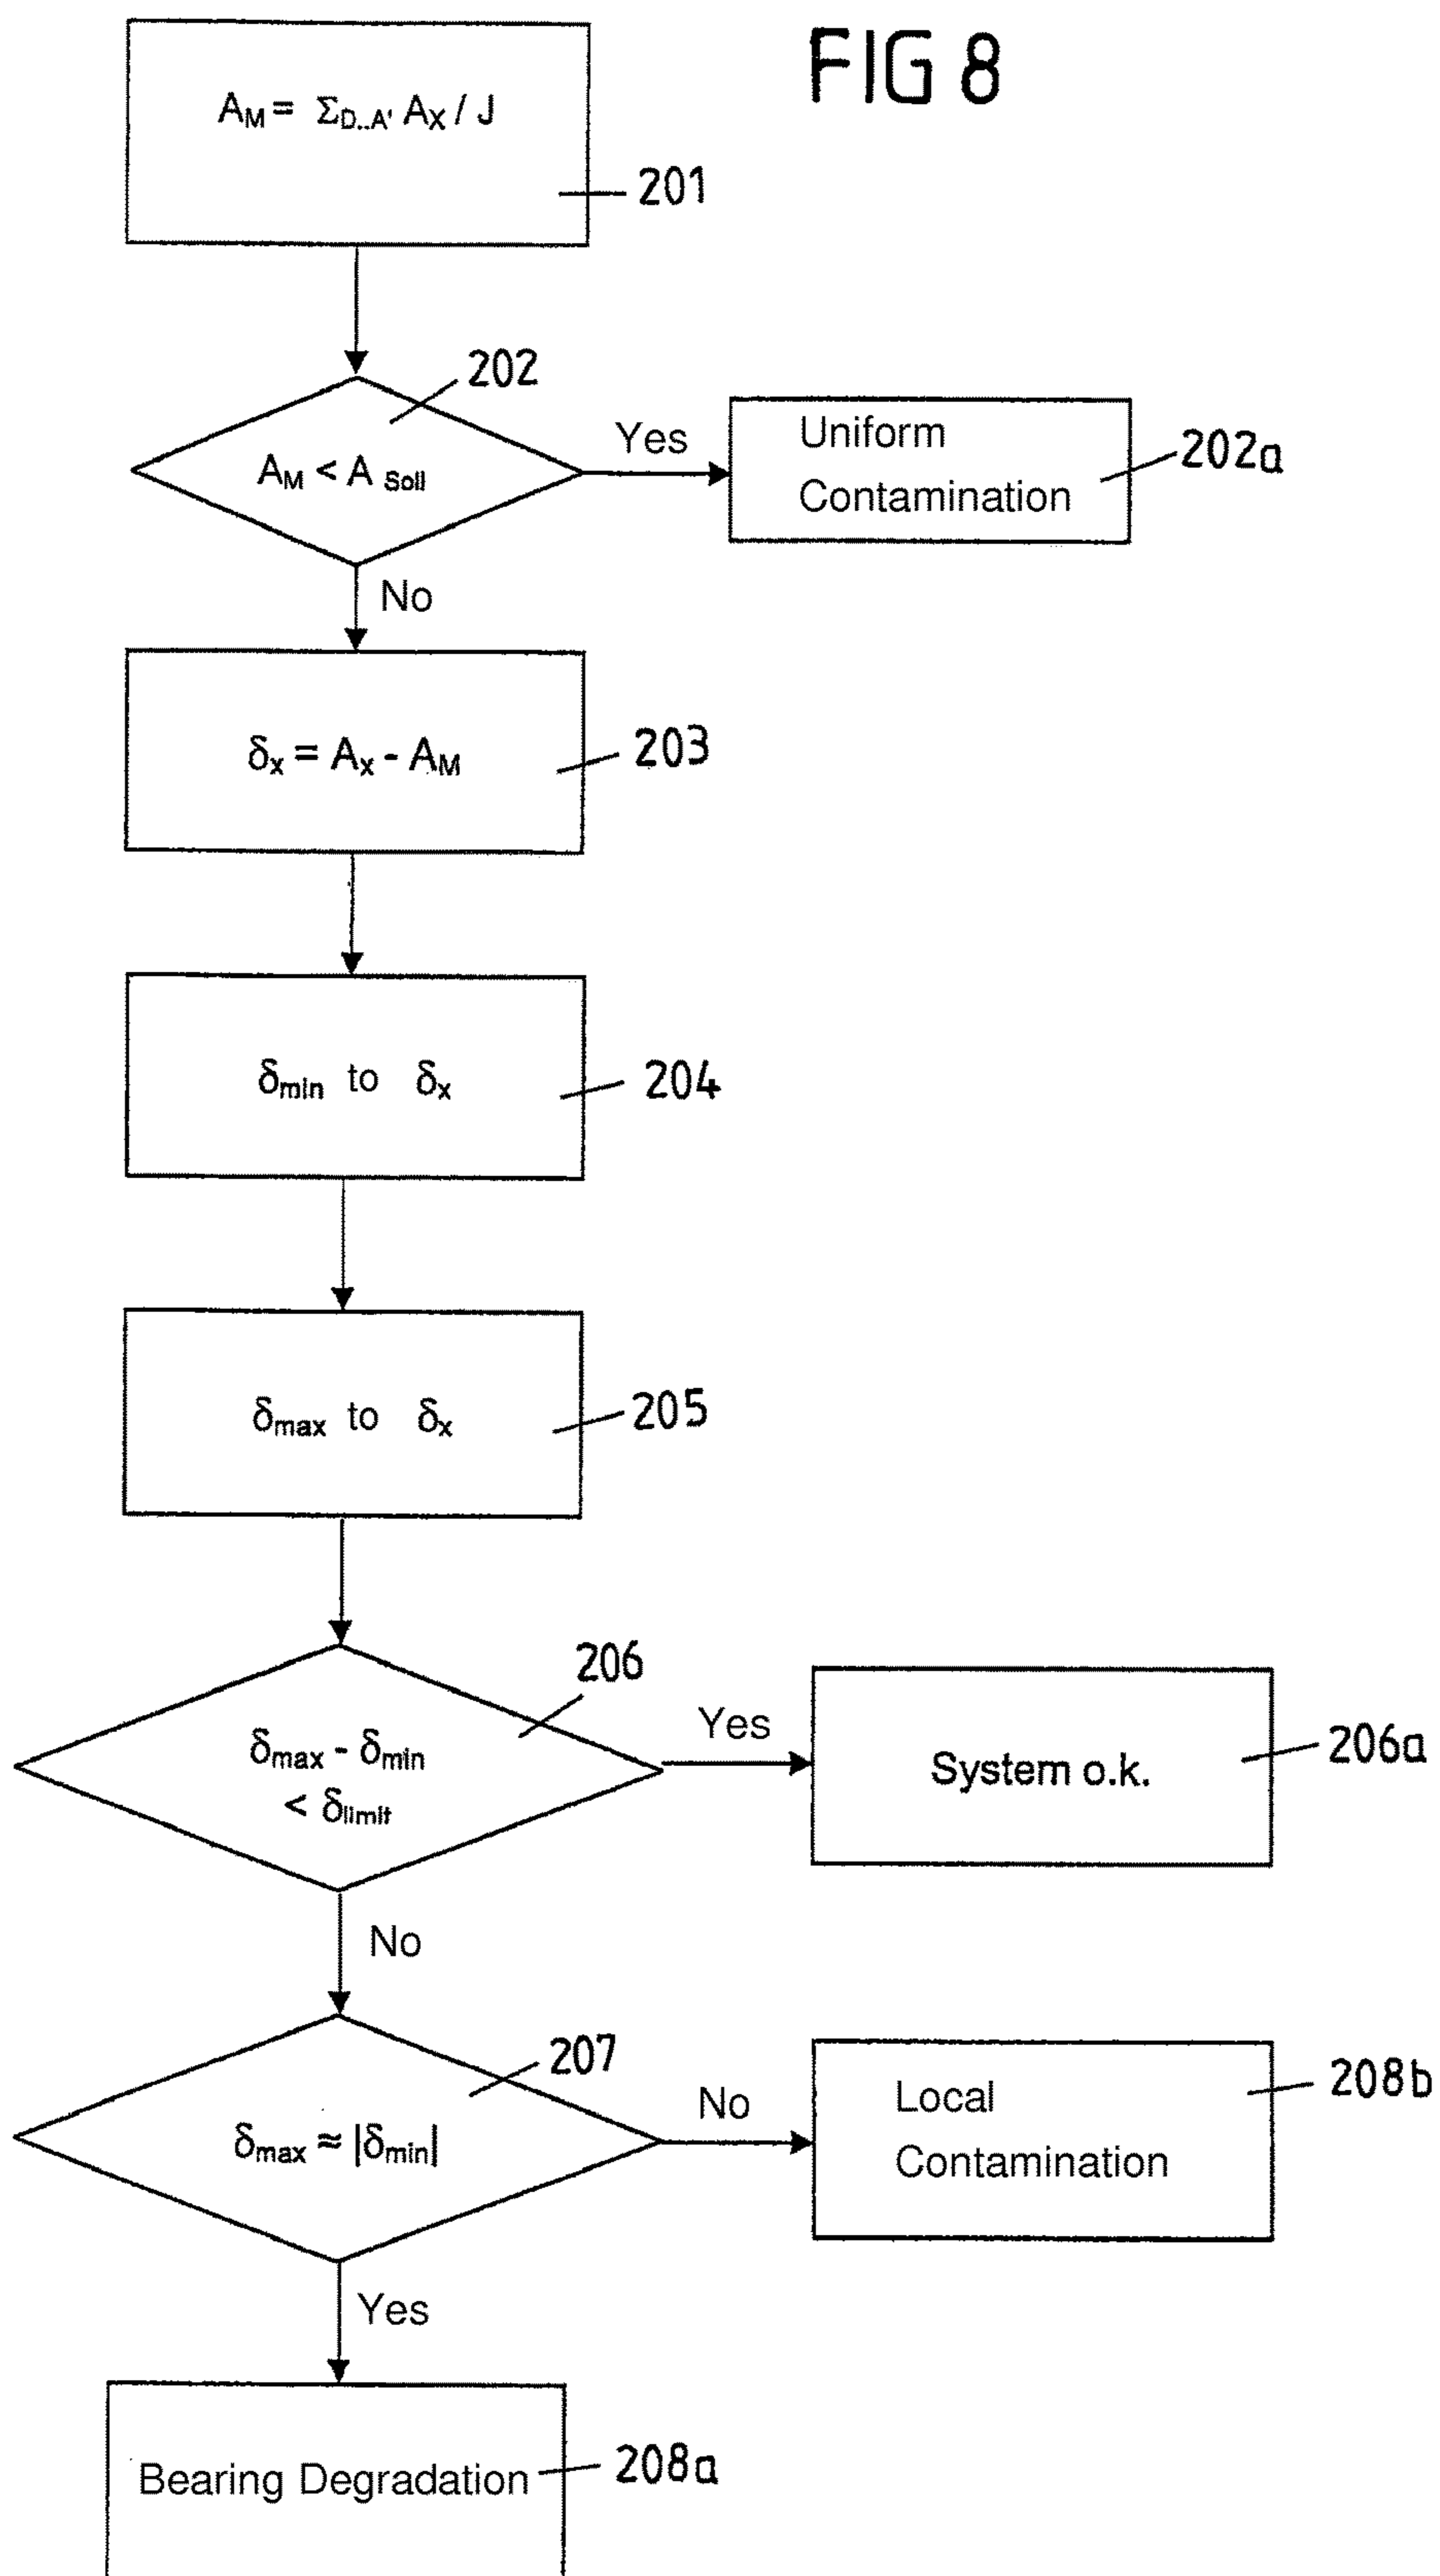 FIG 8
A_M = Σ_D..A' A_X / J
201
202
A_M < A_Soil
Yes
Uniform
Contamination
202a
No
δ_x = A_x - A_M
203
δ_min to δ_x
204
δ_max to δ_x
205
206
δ_max - δ_min
< δ_limit
Yes
System o.k.
206a
No
207
δ_max ≈ |δ_min|
No
Local
Contamination
208b
Yes
Bearing Degradation
208a